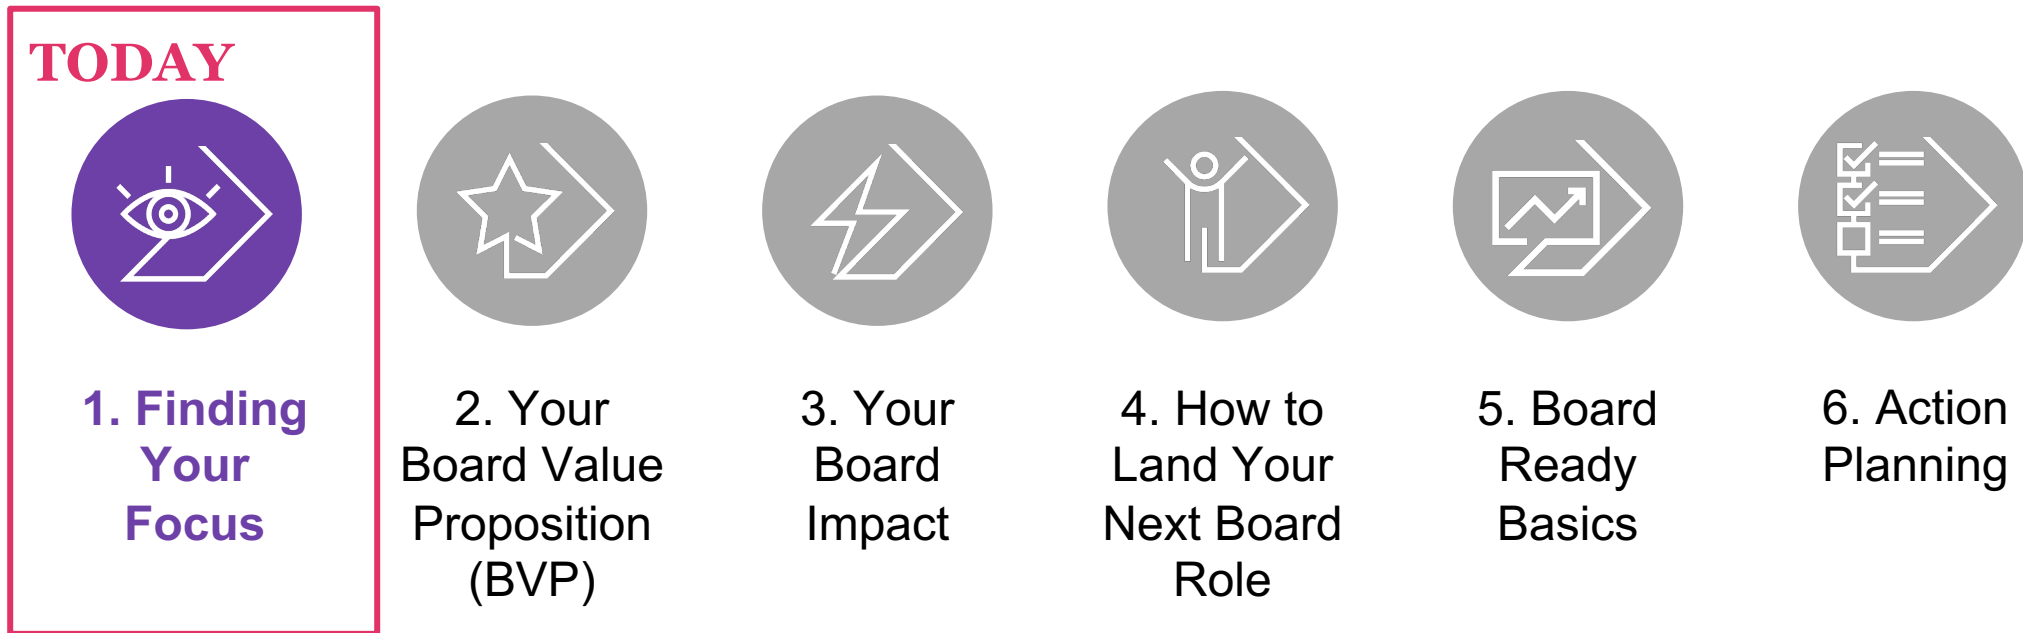 TODAY
1. Finding
Your
Focus
2. Your
Board Value
Proposition
(BVP)
3. Your
Board
Impact
4. How to
Land Your
Next Board
Role
5. Board
Ready
Basics
6. Action
Planning